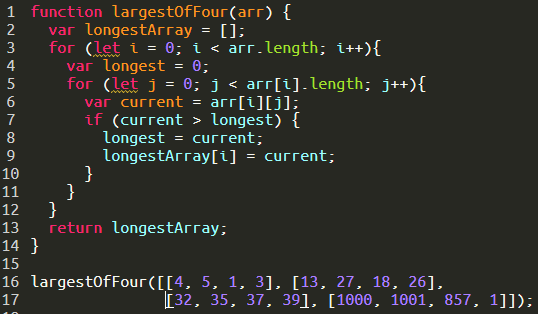 1 function largestOfFour(arr) {
2   var longestArray = [];
3   for (let i = 0; i < arr.length; i++){
4     var longest = 0;
5     for (let j = 0; j < arr[i].length; j++){
6       var current = arr[i][j];
7       if (current > longest) {
8         longest = current;
9         longestArray[i] = current;
10       }
11     }
12   }
13   return longestArray;
14 }
15
16 largestOfFour([[4, 5, 1, 3], [13, 27, 18, 26],
17                [32, 35, 37, 39], [1000, 1001, 857, 1]]);